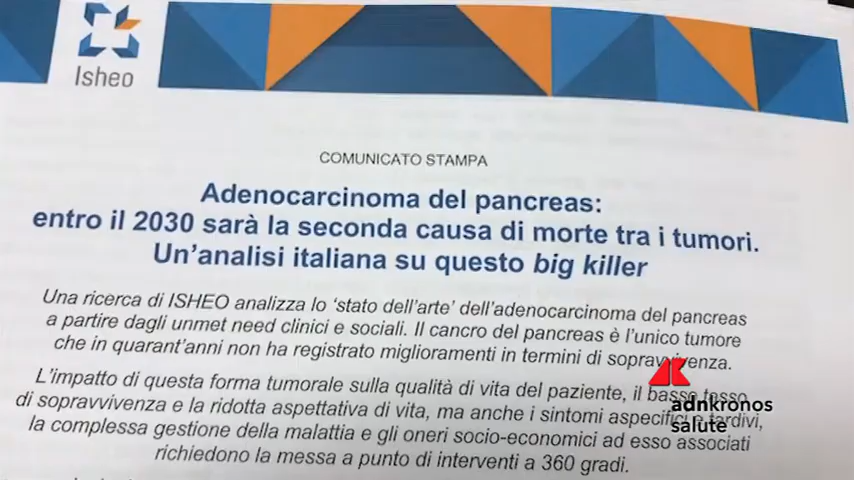 Isheo
COMUNICATO STAMPA
Adenocarcinoma del pancreas:
entro il 2030 sarà la seconda causa di morte tra i tumori.
Un'analisi italiana su questo big killer
Una ricerca di ISHEO analizza lo 'stato dell'arte' dell'adenocarcinoma del pancreas
a partire dagli unmet need clinici e sociali. Il cancro del pancreas è l'unico tumore
che in quarant'anni non ha registrato miglioramenti in termini di sopravvivenza.
L'impatto di questa forma tumorale sulla qualità di vita del paziente, il basso tasso
di sopravvivenza e la ridotta aspettativa di vita, ma anche i sintomi aspecifici e tardivi,
la complessa gestione della malattia e gli oneri socio-economici ad esso associati
richiedono la messa a punto di interventi a 360 gradi.
adnkronos
salute